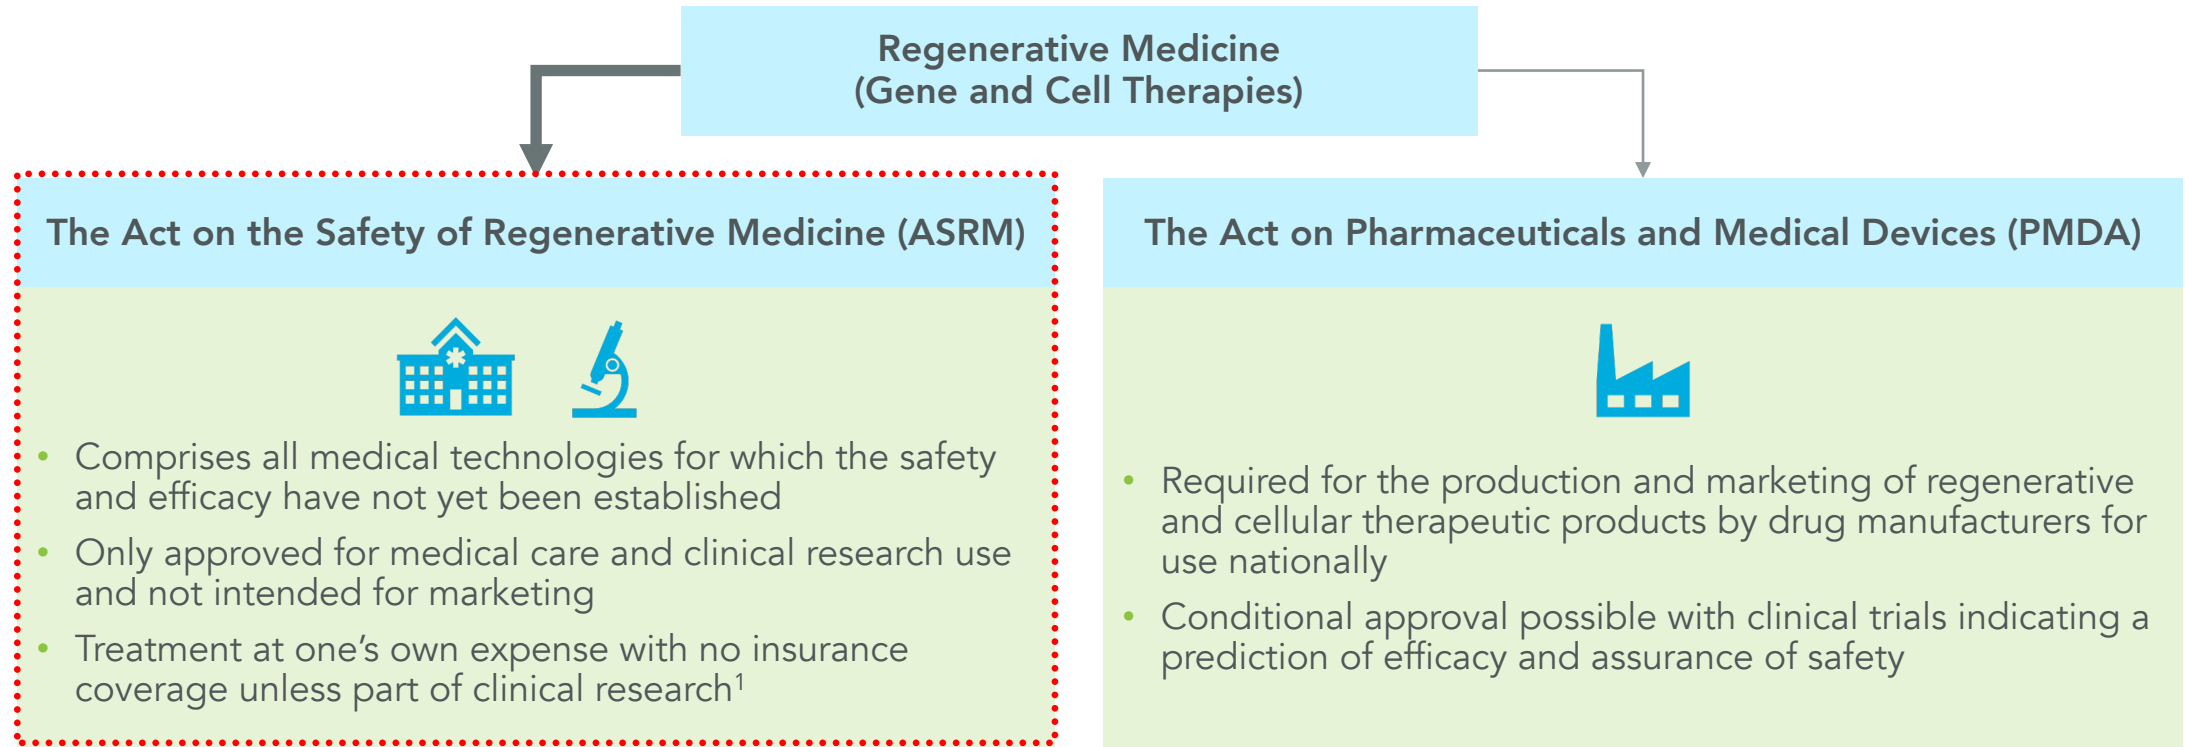 Regenerative Medicine
(Gene and Cell Therapies)
The Act on the Safety of Regenerative Medicine (ASRM)
• Comprises all medical technologies for which the safety
and efficacy have not yet been established
• Only approved for medical care and clinical research use
and not intended for marketing
• Treatment at one’s own expense with no insurance
coverage unless part of clinical research¹
The Act on Pharmaceuticals and Medical Devices (PMDA)
• Required for the production and marketing of regenerative
and cellular therapeutic products by drug manufacturers for
use nationally
• Conditional approval possible with clinical trials indicating a
prediction of efficacy and assurance of safety